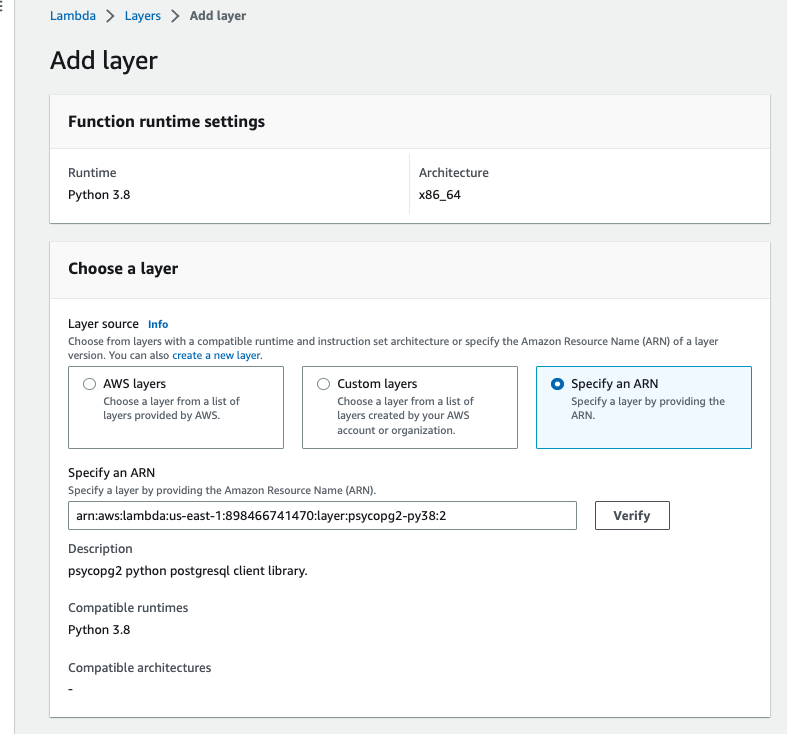 Lambda > Layers > Add layer
Add layer
Function runtime settings
Runtime
Python 3.8
Architecture
x86_64
Choose a layer
Layer source Info
Choose from layers with a compatible runtime and instruction set architecture or specify the Amazon Resource Name (ARN) of a layer
version. You can also create a new layer.
AWS layers
Choose a layer from a list of
layers provided by AWS.
Custom layers
Choose a layer from a list of
layers created by your AWS
account or organization.
Specify an ARN
Specify a layer by providing the
ARN.
Specify an ARN
Specify a layer by providing the Amazon Resource Name (ARN).
arn:aws:lambda:us-east-1:898466741470:layer:psycopg2-py38:2
Verify
Description
psycopg2 python postgresql client library.
Compatible runtimes
Python 3.8
Compatible architectures
-